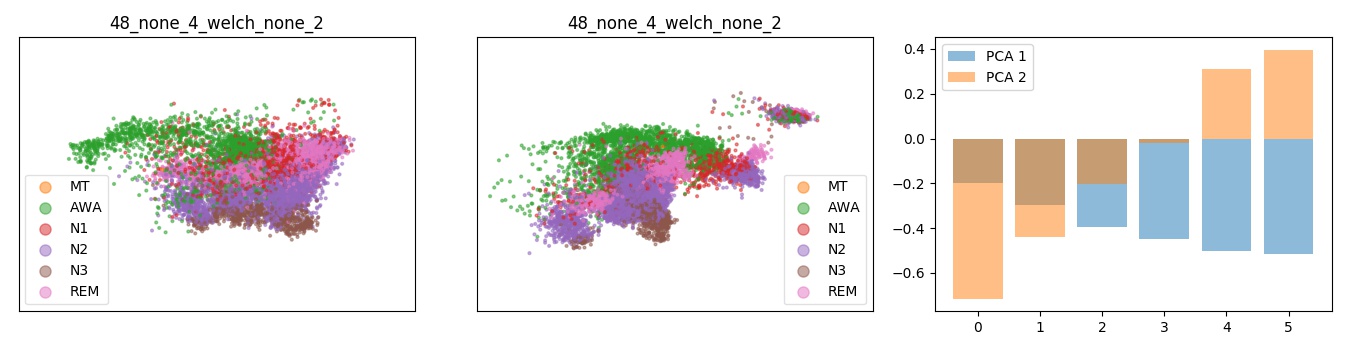 48_none_4_welch_none_2
MT
AWA
N1
N2
N3
REM
48_none_4_welch_none_2
MT
AWA
N1
N2
N3
REM
PCA 1
PCA 2
0.4
0.2
0.0
−0.2
−0.4
−0.6
0 1 2 3 4 5